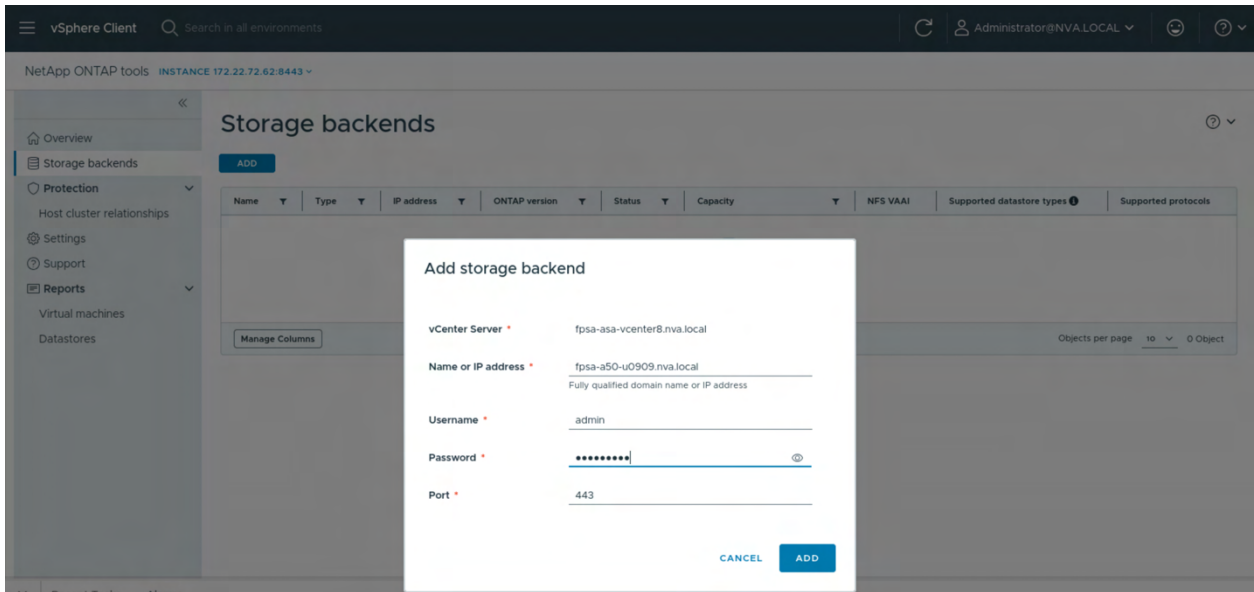 vSphere Client Search in all environments Administrator@NVA.LOCAL
NetApp ONTAP tools INSTANCE 172.22.72.62:8443
Overview
Storage backends
Protection
Host cluster relationships
Settings
Support
Reports
Virtual machines
Datastores
Storage backends
ADD
Name Type IP address ONTAP version Status Capacity NFS VAAI Supported datastore types Supported protocols
Manage Columns Objects per page 10 0 Object
Add storage backend
vCenter Server * fpsa-asa-vcenter8.nva.local
Name or IP address * fpsa-a50-u0909.nva.local
Fully qualified domain name or IP address
Username * admin
Password * •••••••••
Port * 443
CANCEL ADD